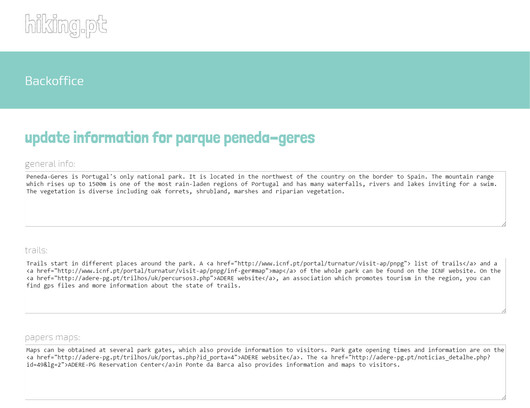 hiking.pt
Backoffice
update information for parque peneda-geres
general info:
Peneda-Geres is Portugal's only national park. It is located in the northwest of the country on the border to Spain. The mountain range
which rises up to 1500m is one of the most rain-laden regions of Portugal and has many waterfalls, rivers and lakes inviting for a swim.
The vegetation is diverse including oak forrets, shrubland, marshes and riparian vegetation.
trails:
Trails start in different places around the park. A <a href="http://www.icnf.pt/portal/turnatur/visit-ap/pnpg"> list of trails</a> and a
<a href="http://www.icnf.pt/portal/turnatur/visit-ap/pnpg/inf-ger#map">map</a> of the whole park can be found on the ICNF website. On the
<a href="http://adere-pg.pt/trilhos/uk/percursos3.php">ADERE website</a>, an association which promotes tourism in the region, you can
find gps files and more information about the state of trails.
papers maps:
Maps can be obtained at several park gates, which also provide information to visitors. Park gate opening times and information are on the
<a href="http://adere-pg.pt/trilhos/uk/portas.php?id_porta=4">ADERE website</a>. The <a href="http://adere-pg.pt/noticias_detalhe.php?
id=49&lg=2">ADERE-PG Reservation Center</a>in Ponte da Barca also provides information and maps to visitors.